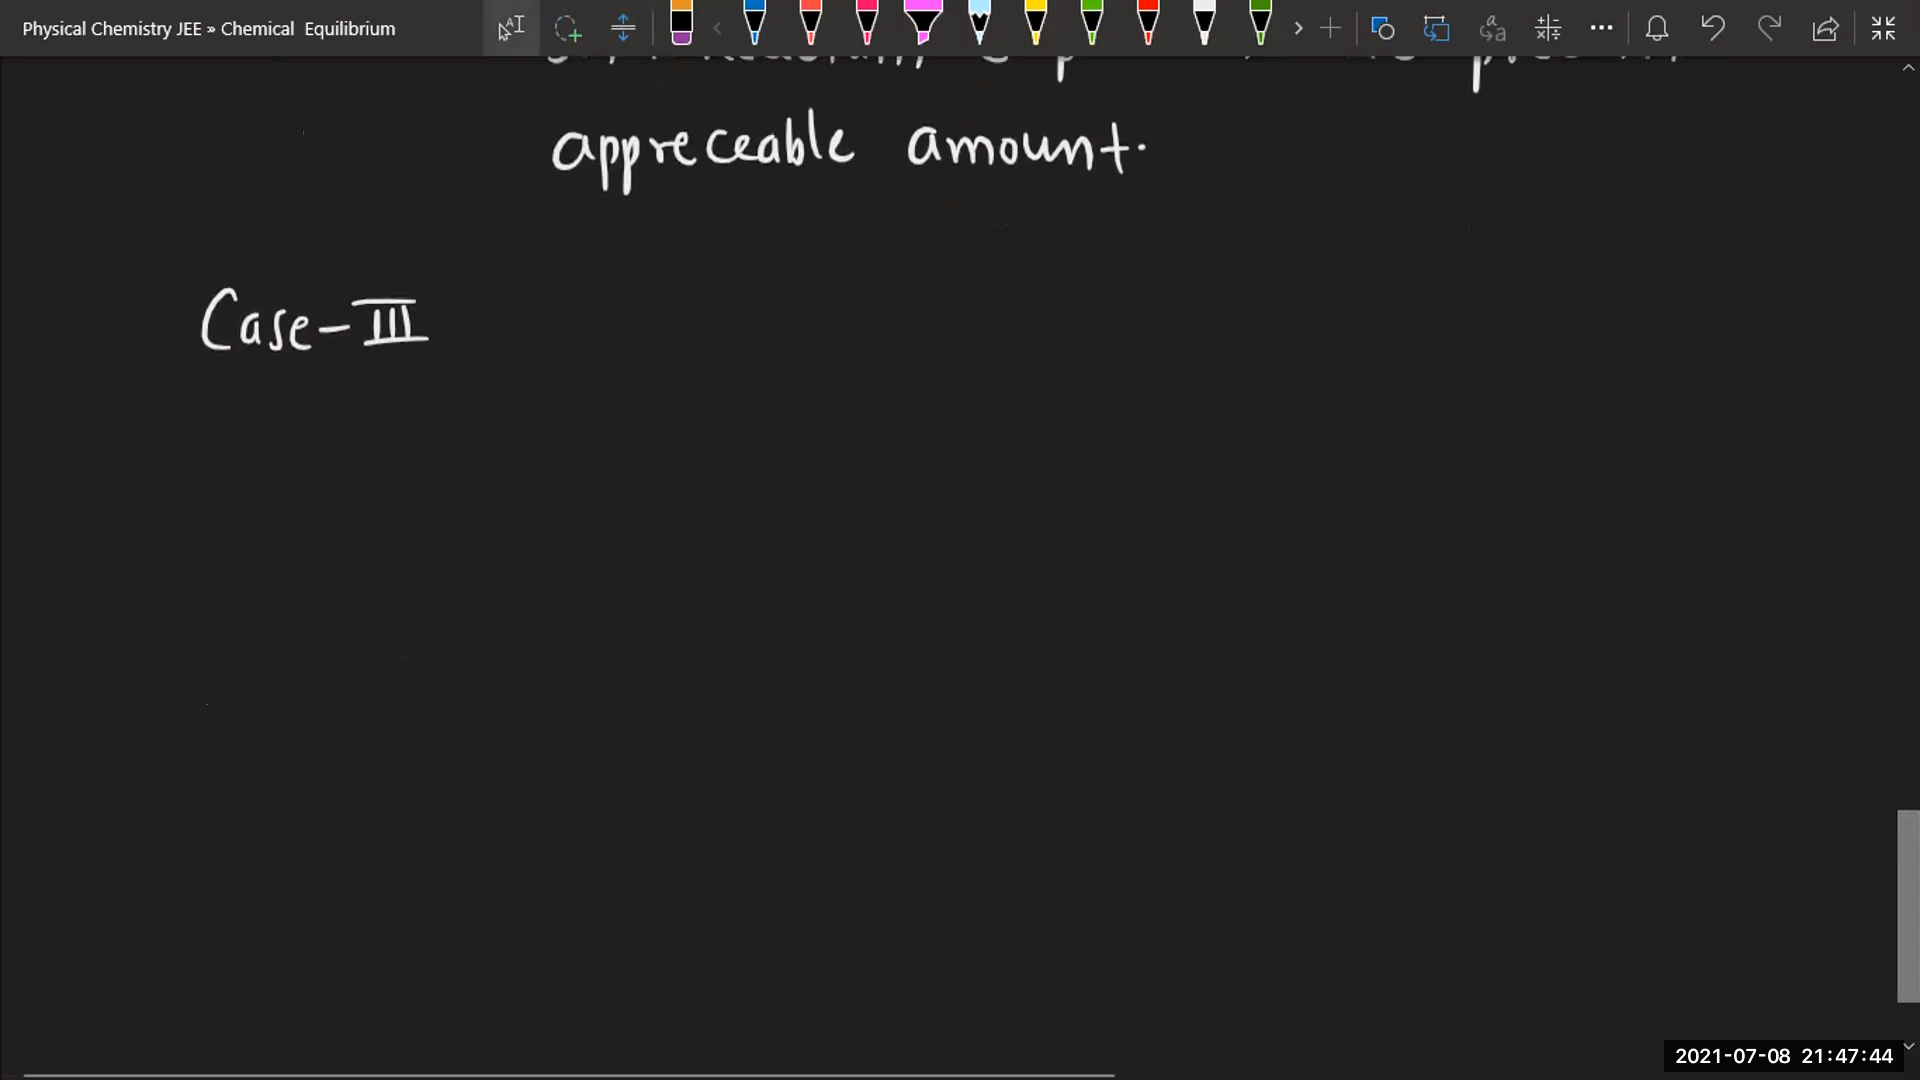 Physical Chemistry JEE » Chemical Equilibrium
appreceable amount.
Case-III
2021-07-08 21:47:44